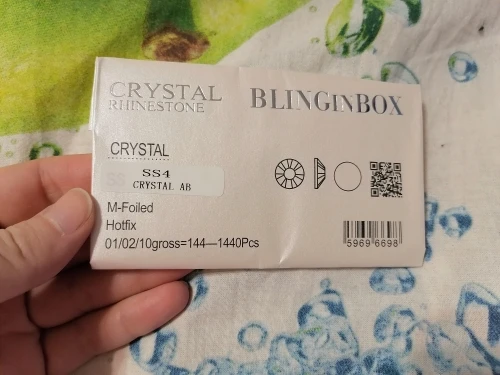 CRYSTAL
RHINESTONE
BLINGINBOX
CRYSTAL
SS4
CRYSTAL AB
M-Foiled
Hotfix
01/02/10gross=144—1440Pcs
5969 6698